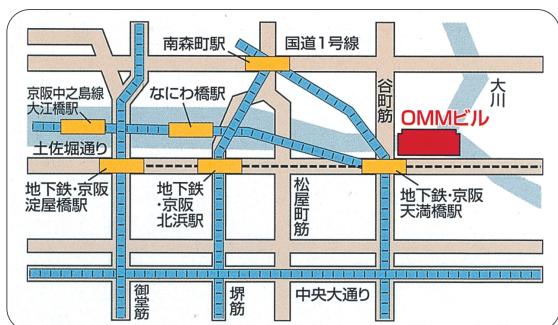 南森町駅
国道1号線
京阪中之島線
大江橋駅
なにわ橋駅
谷町筋
大川
OMMビル
土佐堀通り
地下鉄・京阪
淀屋橋駅
地下鉄
・京阪
北浜駅
松屋町筋
地下鉄・京阪
天満橋駅
御堂筋
堺筋
中央大通り